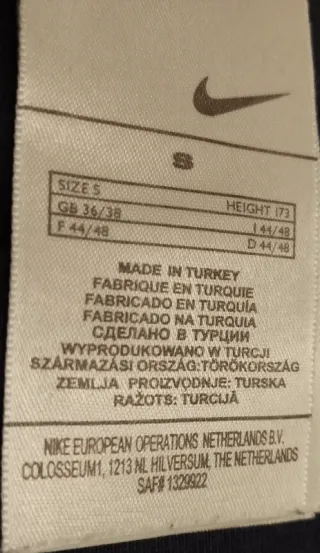 S
SIZE S HEIGHT 173
GB 36/38 I 44/48
F 44/48 D 44/48
MADE IN TURKEY
FABRIQUE EN TURQUIE
FABRICADO EN TURQUÍA
FABRICADO NA TURQUIA
СДЕЛАНО В ТУРЦИИ
WYPRODUKOWANO W TURCJI
SZÁRMAZÁSI ORSZÁG:TÖRÖKORSZÁG
ZEMLJA PROIZVODNJE: TURSKA
RAŽOTS: TURCIJĀ
NIKE EUROPEAN OPERATIONS NETHERLANDS B.V.
COLOSSEUM1, 1213 NL HILVERSUM, THE NETHERLANDS
SAF# 1329922